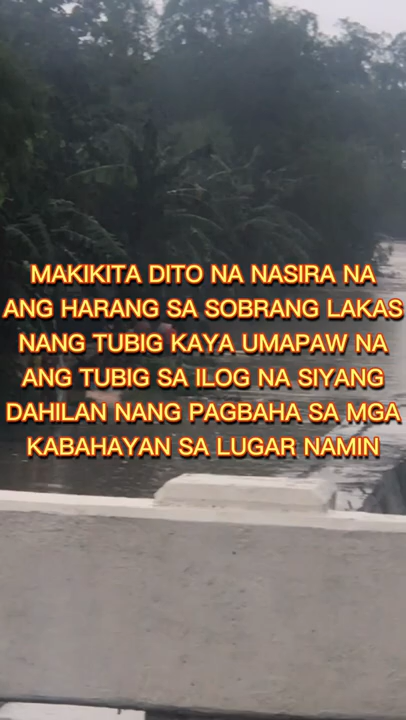 MAKIKITA DITO NA NASIRA NA
ANG HARANG SA SOBRANG LAKAS
NANG TUBIG KAYA UMAPAW NA
ANG TUBIG SA ILOG NA SIYANG
DAHILAN NANG PAGBAHA SA MGA
KABAHAYAN SA LUGAR NAMIN